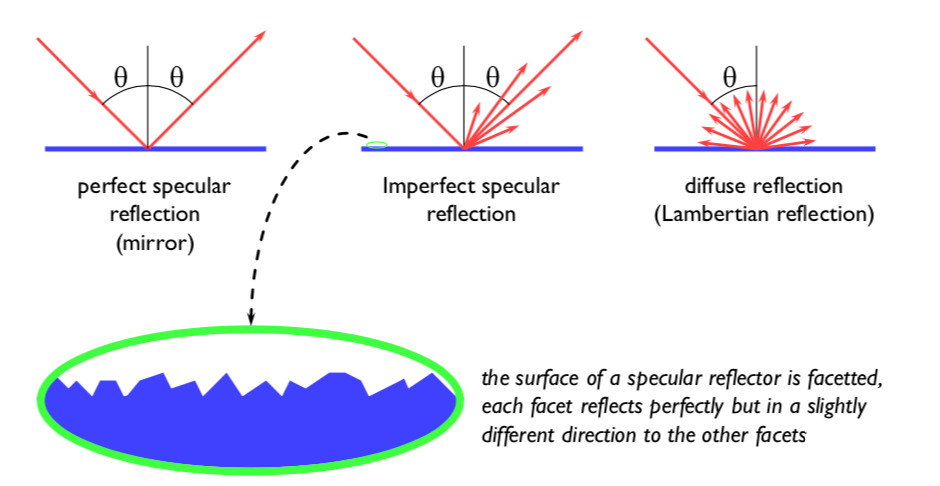 θ θ
θ θ
θ
perfect specular
reflection
(mirror)
Imperfect specular
reflection
diffuse reflection
(Lambertian reflection)
the surface of a specular reflector is facetted,
each facet reflects perfectly but in a slightly
different direction to the other facets